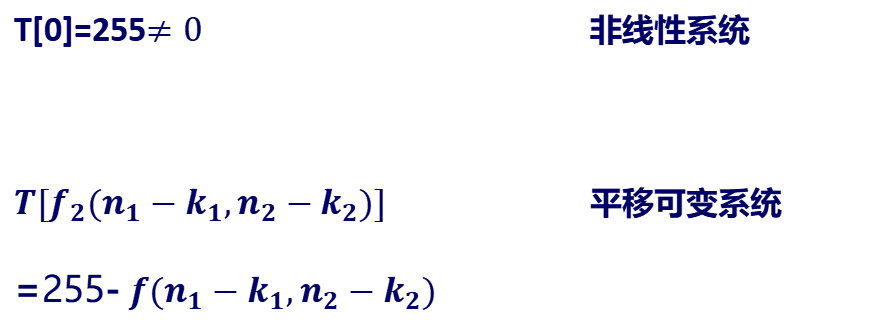 T[0]=255≠ 0 非线性系统
T[f₂(n₁ − k₁, n₂ − k₂)] 平移可变系统
=255- f(n₁ − k₁, n₂ − k₂)